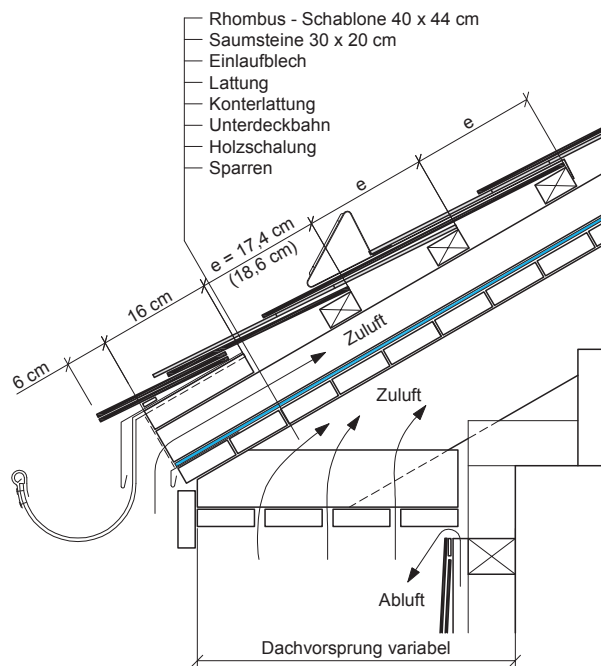 Rhombus - Schablone 40 x 44 cm
Saumsteine 30 x 20 cm
Einlaufblech
Lattung
Konterlattung
Unterdeckbahn
Holzschalung
Sparren
e
e
e = 17,4 cm
(18,6 cm)
16 cm
6 cm
Zuluft
Zuluft
Abluft
Dachvorsprung variabel